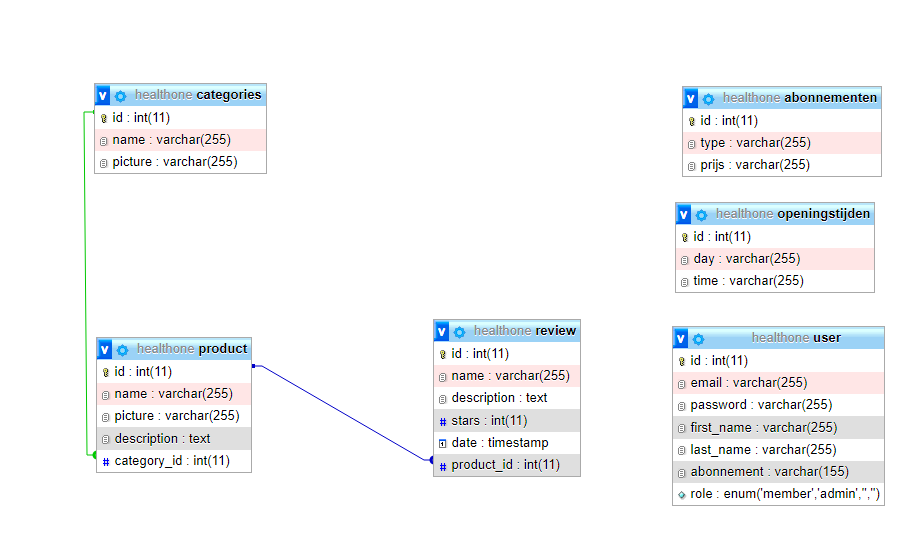 healthone categories
id : int(11)
name : varchar(255)
picture : varchar(255)
healthone product
id : int(11)
name : varchar(255)
picture : varchar(255)
description : text
category_id : int(11)
healthone review
id : int(11)
name : varchar(255)
description : text
stars : int(11)
date : timestamp
product_id : int(11)
healthone abonnementen
id : int(11)
type : varchar(255)
prijs : varchar(255)
healthone openingstijden
id : int(11)
day : varchar(255)
time : varchar(255)
healthone user
id : int(11)
email : varchar(255)
password : varchar(255)
first_name : varchar(255)
last_name : varchar(255)
abonnement : varchar(155)
role : enum('member','admin','','')